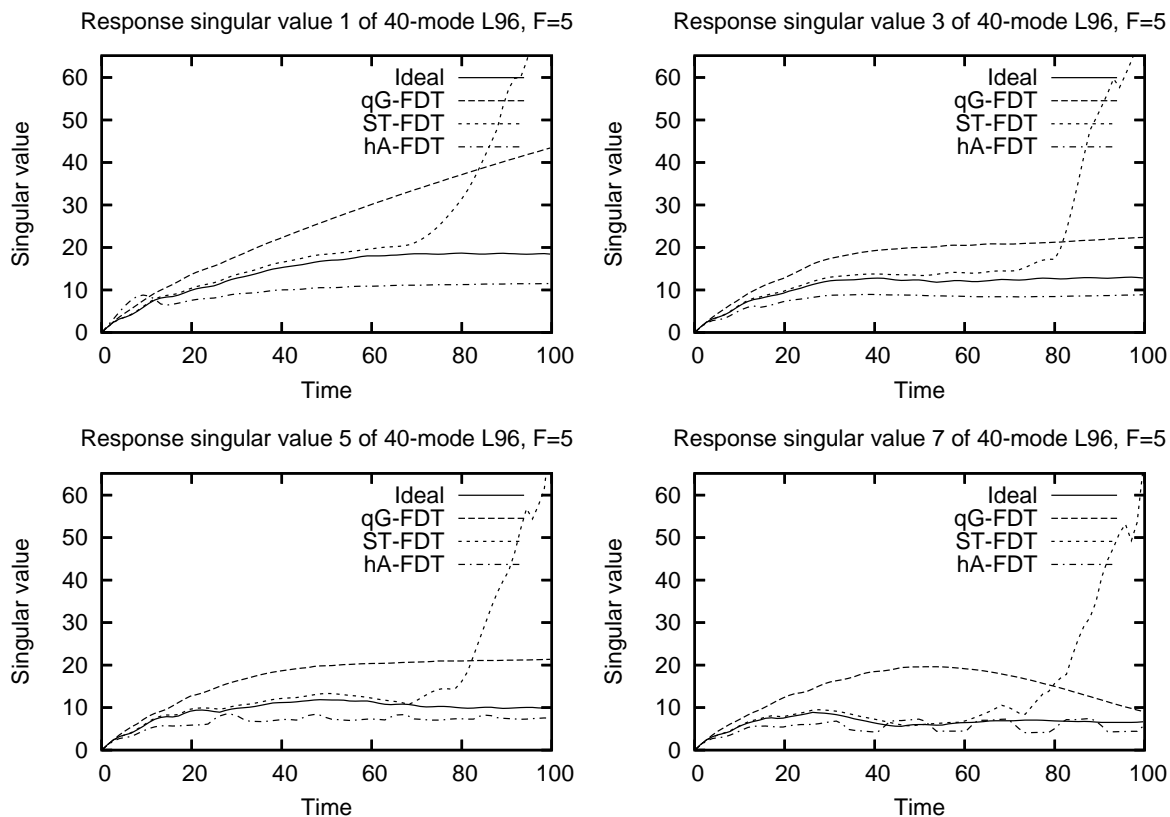 Response singular value 1 of 40-mode L96, F=5
Singular value
60
50
40
30
20
10
0
Ideal
qG-FDT
ST-FDT
hA-FDT
0 20 40 60 80 100
Time
Response singular value 3 of 40-mode L96, F=5
Singular value
60
50
40
30
20
10
0
Ideal
qG-FDT
ST-FDT
hA-FDT
0 20 40 60 80 100
Time
Response singular value 5 of 40-mode L96, F=5
Singular value
60
50
40
30
20
10
0
Ideal
qG-FDT
ST-FDT
hA-FDT
0 20 40 60 80 100
Time
Response singular value 7 of 40-mode L96, F=5
Singular value
60
50
40
30
20
10
0
Ideal
qG-FDT
ST-FDT
hA-FDT
0 20 40 60 80 100
Time